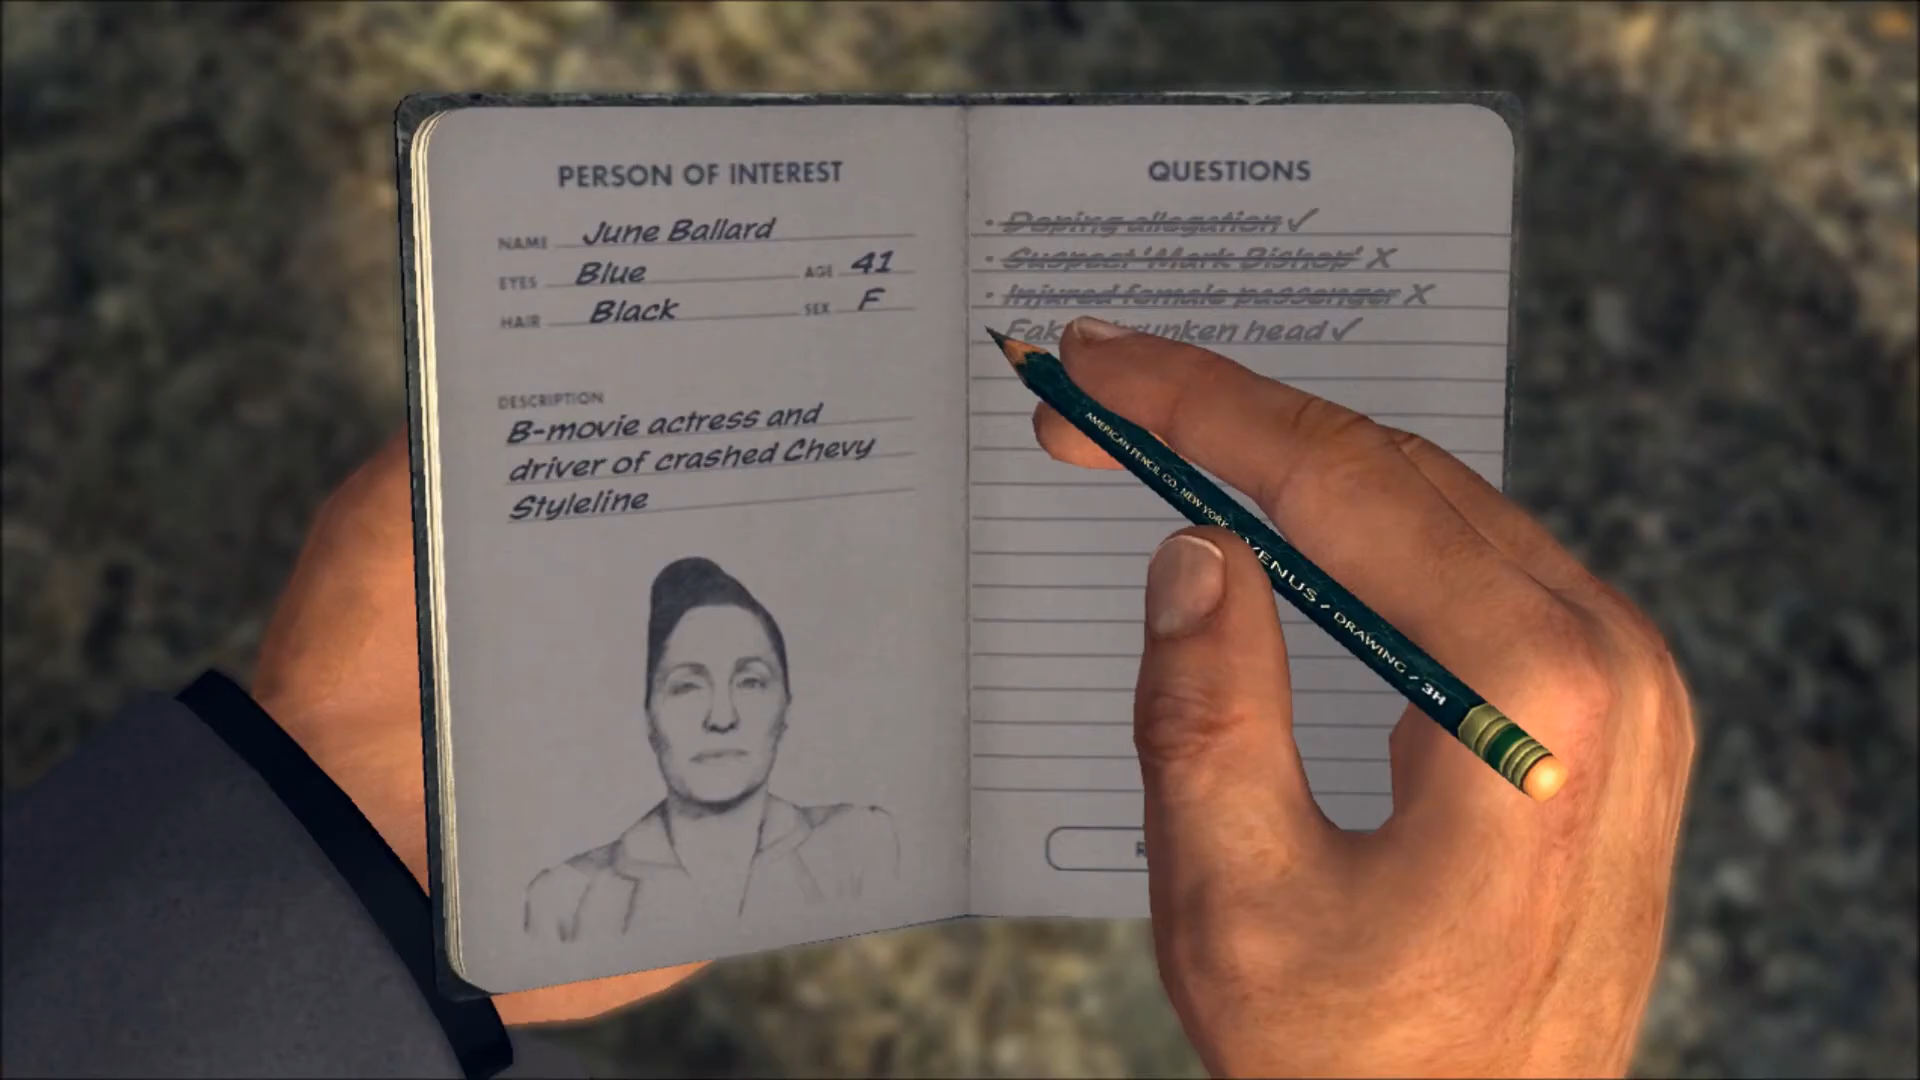 PERSON OF INTEREST
NAME June Ballard
EYES Blue AGE 41
HAIR Black SEX F
DESCRIPTION
B-movie actress and
driver of crashed Chevy
Styleline
QUESTIONS
• Doping allegation ✓
• Suspect 'Mark Bishop' X
• Injured female passenger X
Fak runken head ✓
AMERICAN PENCIL CO. NEW YORK VENUS / DRAWING / 3H